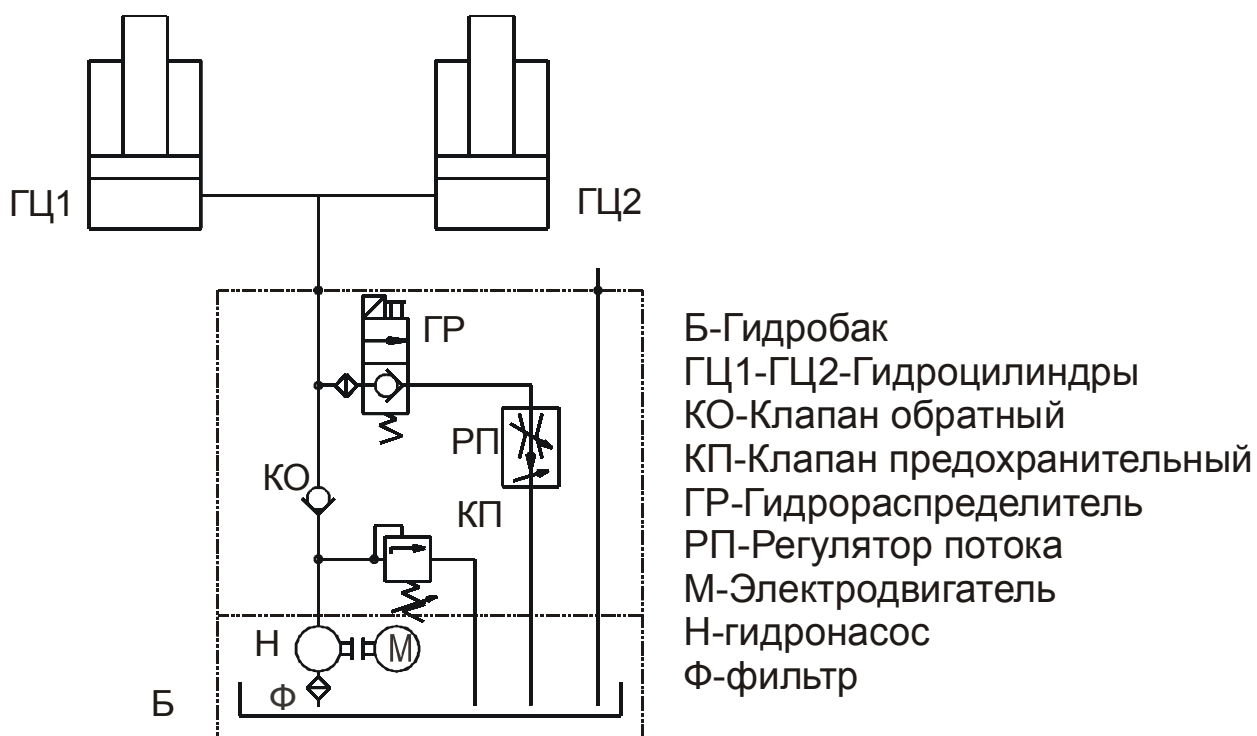 ГЦ1
ГЦ2
ГР
РП
КО
КП
Н
М
Ф
Б
Б-Гидробак
ГЦ1-ГЦ2-Гидроцилиндры
КО-Клапан обратный
КП-Клапан предохранительный
ГР-Гидрораспределитель
РП-Регулятор потока
М-Электродвигатель
Н-гидронасос
Ф-фильтр